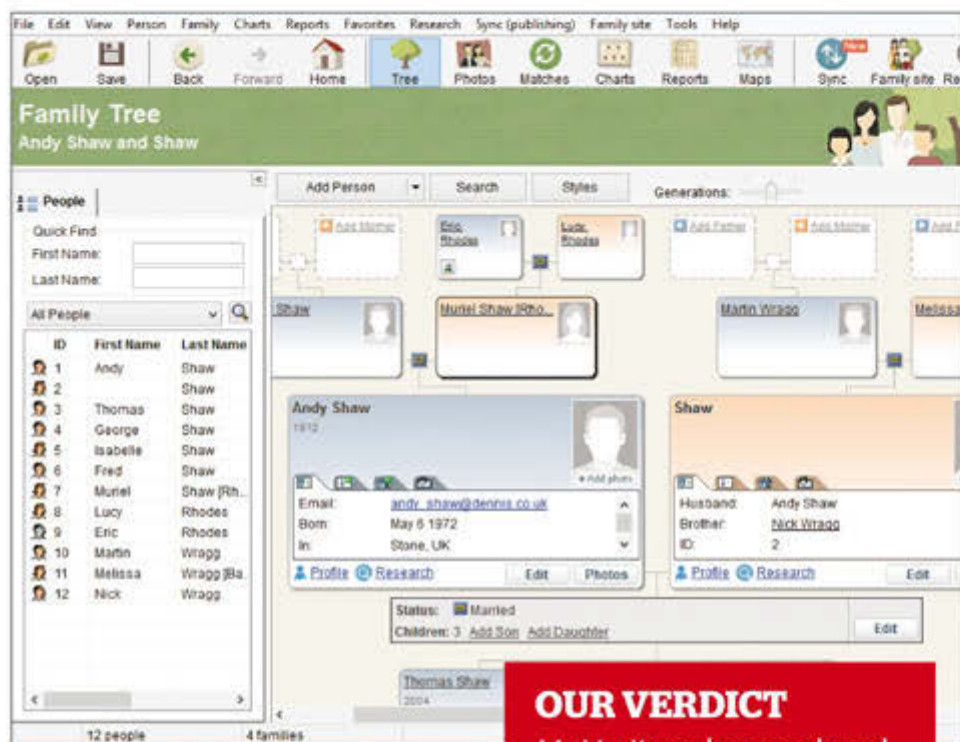 File Edit View Person Family Charts Reports Favorites Research Sync (publishing) Family site Tools Help
Open Save Back Forward Home Tree Photos Matches Charts Reports Maps Sync New Family site
Family Tree
Andy Shaw and Shaw
People
Add Person Search Styles Generations:
Quick Find
First Name:
Last Name:
All People
ID First Name Last Name
1 Andy Shaw
2 Shaw
3 Thomas Shaw
4 George Shaw
5 Isabelle Shaw
6 Fred Shaw
7 Muriel Shaw [Rh...
8 Lucy Rhodes
9 Eric Rhodes
10 Martin Wragg
11 Melissa Wragg [Ba...
12 Nick Wragg
Add Mother
Eric Rhodes
Lucy Rhodes
Add Father
Add Mother
Add
Shaw
Muriel Shaw [Rho...
Martin Wragg
Melissa
Andy Shaw
1972
+ Add photo
Email: andy_shaw@dennis.co.uk
Born: May 6 1972
In: Stone, UK
Profile Research Edit Photos
Shaw
Husband: Andy Shaw
Brother: Nick Wragg
ID: 2
Profile Research Edit
Status: Married
Children: 3 Add Son Add Daughter
Edit
Thomas Shaw
2004
12 people 4 families
OUR VERDICT